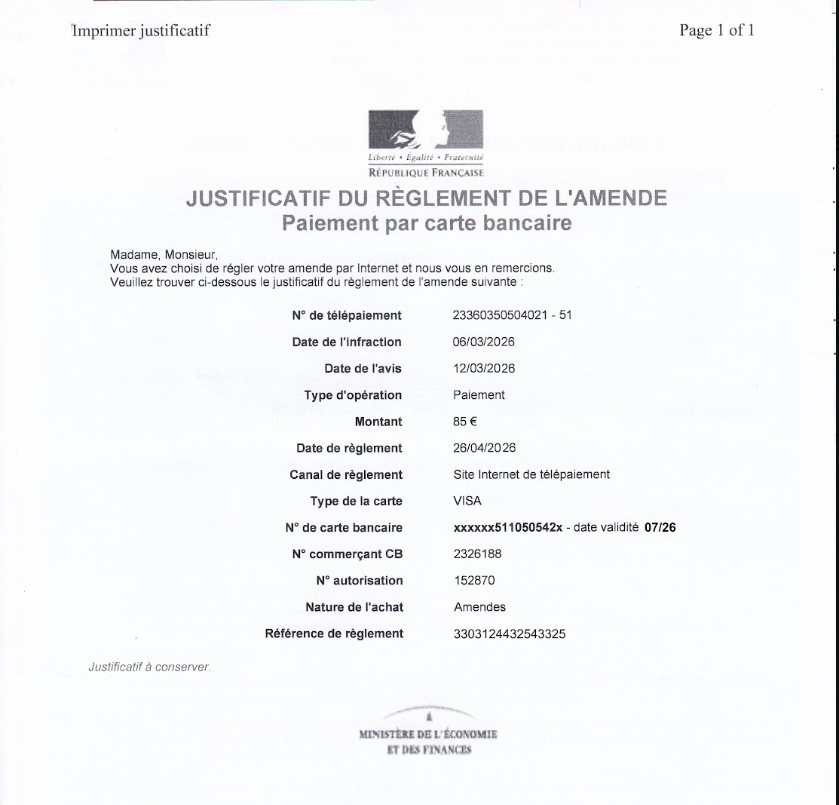 Imprimer justificatif
Page 1 of 1
Liberté • Égalité • Fraternité
RÉPUBLIQUE FRANÇAISE
JUSTIFICATIF DU RÈGLEMENT DE L'AMENDE
Paiement par carte bancaire
Madame, Monsieur,
Vous avez choisi de régler votre amende par Internet et nous vous en remercions.
Veuillez trouver ci-dessous le justificatif du règlement de l'amende suivante :
N° de télépaiement 23360350504021 - 51
Date de l'infraction 06/03/2026
Date de l'avis 12/03/2026
Type d'opération Paiement
Montant 85 €
Date de règlement 26/04/2026
Canal de règlement Site Internet de télépaiement
Type de la carte VISA
N° de carte bancaire xxxxxx511050542x - date validité 07/26
N° commerçant CB 2326188
N° autorisation 152870
Nature de l'achat Amendes
Référence de règlement 3303124432543325
Justificatif à conserver.
MINISTÈRE DE L'ÉCONOMIE
ET DES FINANCES